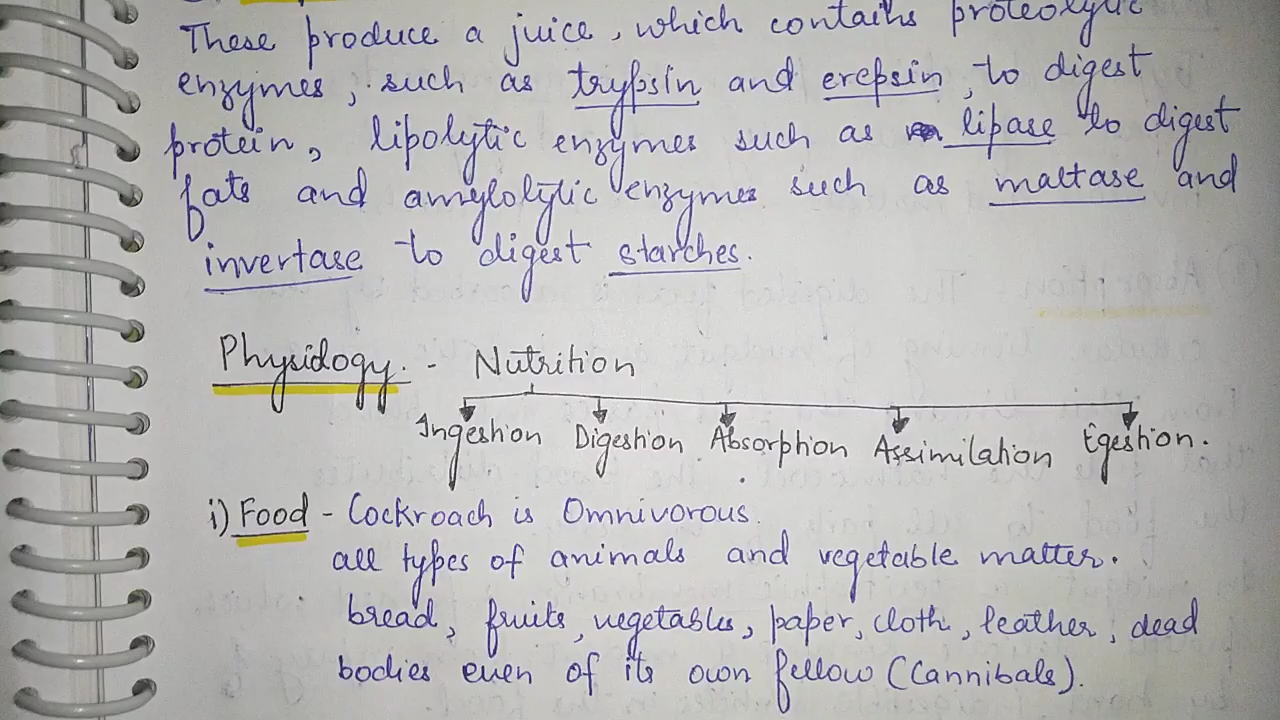 These produce a juice, which contains proteolytic
enzymes, such as trypsin and erepsin, to digest
protein, lipolytic enzymes such as lipase to digest
fats and amylolytic enzymes such as maltase and
invertase to digest starches.
Physiology. - Nutrition
Ingestion Digestion Absorption Assimilation Egestion.
i) Food - Cockroach is Omnivorous.
all types of animals and vegetable matter.
bread, fruits, vegetables, paper, cloth, leather, dead
bodies even of its own fellow (Cannibals).